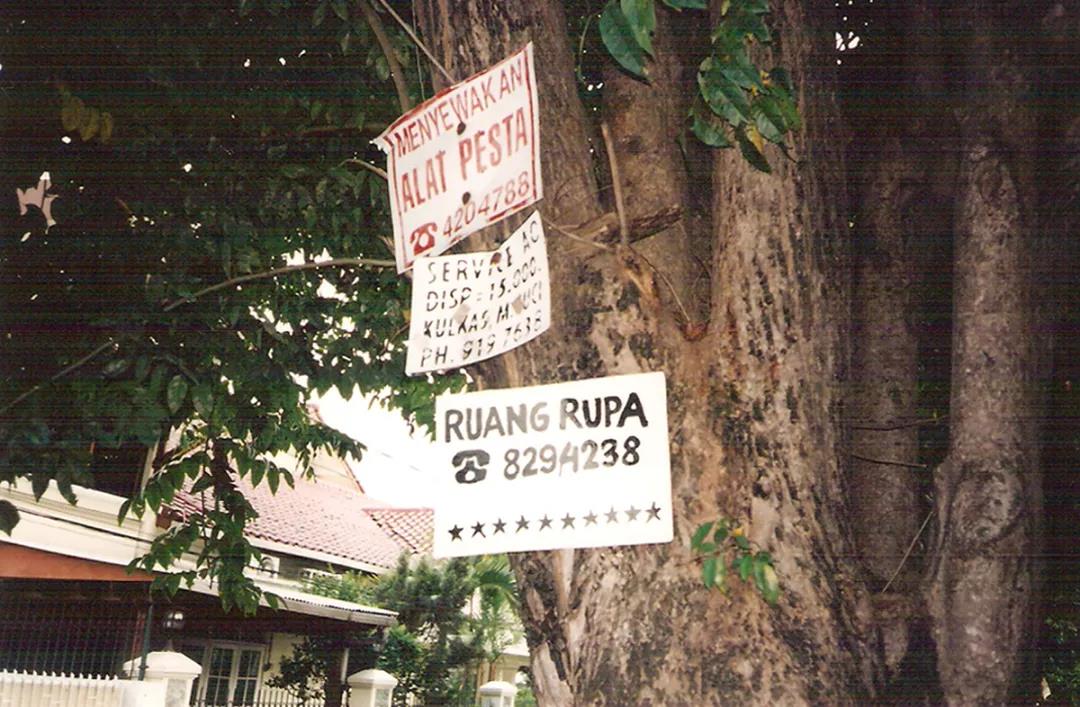 MENYEWAKAN
ALAT PESTA
☎ 4204788
SERVICE AC
DISP=15.000.
KULKAS, M.CUCI
PH. 919 7638
RUANG RUPA
☎ 8294238
★★★★★★★★★★